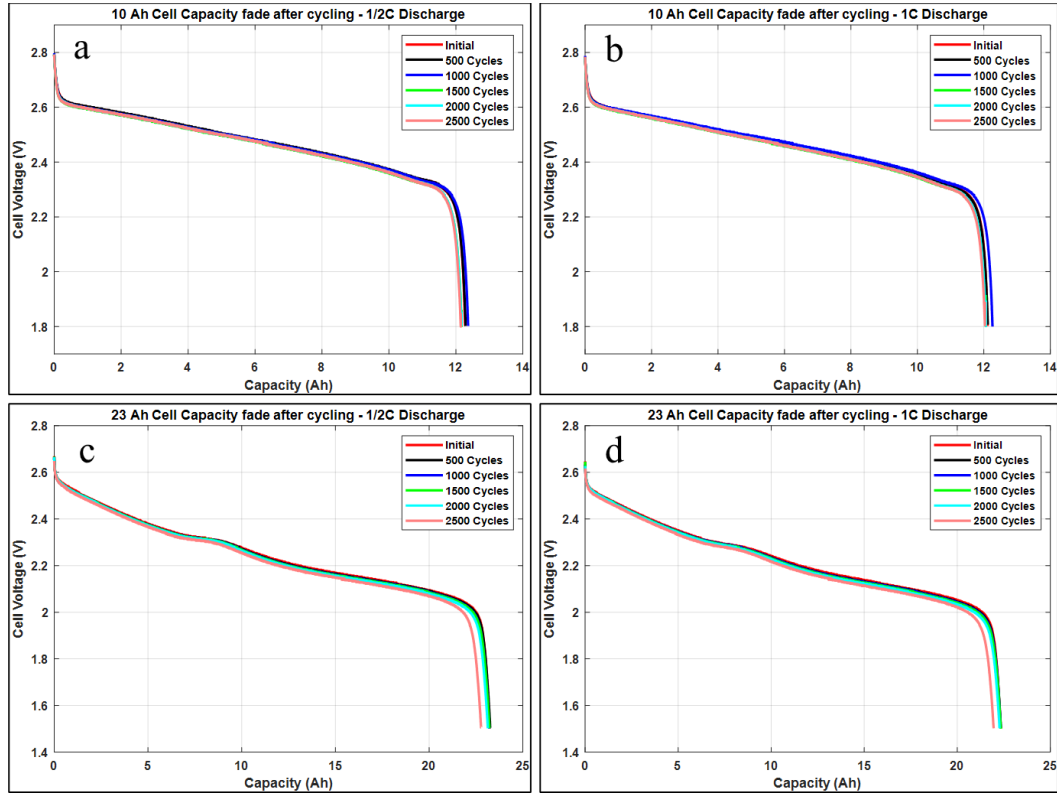 10 Ah Cell Capacity fade after cycling - 1/2C Discharge
a
Initial
500 Cycles
1000 Cycles
1500 Cycles
2000 Cycles
2500 Cycles
2.8
2.6
2.4
2.2
2
1.8
Cell Voltage (V)
0 2 4 6 8 10 12 14
Capacity (Ah)
10 Ah Cell Capacity fade after cycling - 1C Discharge
b
Initial
500 Cycles
1000 Cycles
1500 Cycles
2000 Cycles
2500 Cycles
2.8
2.6
2.4
2.2
2
1.8
Cell Voltage (V)
0 2 4 6 8 10 12 14
Capacity (Ah)
23 Ah Cell Capacity fade after cycling - 1/2C Discharge
c
Initial
500 Cycles
1000 Cycles
1500 Cycles
2000 Cycles
2500 Cycles
2.8
2.6
2.4
2.2
2
1.8
1.6
1.4
Cell Voltage (V)
0 5 10 15 20 25
Capacity (Ah)
23 Ah Cell Capacity fade after cycling - 1C Discharge
d
Initial
500 Cycles
1000 Cycles
1500 Cycles
2000 Cycles
2500 Cycles
2.8
2.6
2.4
2.2
2
1.8
1.6
1.4
Cell Voltage (V)
0 5 10 15 20 25
Capacity (Ah)